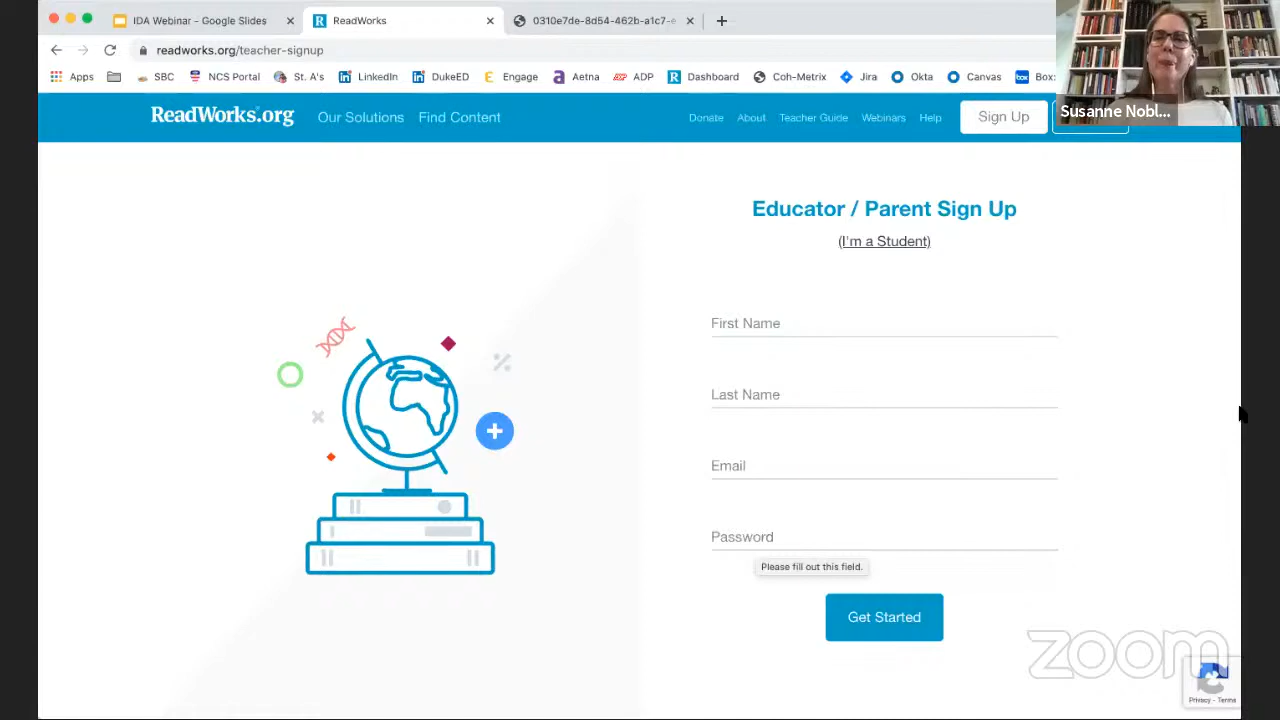 IDA Webinar - Google Slides
ReadWorks
0310e7de-8d54-462b-a1c7-e
readworks.org/teacher-signup
Apps
SBC
NCS Portal
St. A's
LinkedIn
DukeED
Engage
Aetna
ADP
Dashboard
Coh-Metrix
Jira
Okta
Canvas
Box:
Susanne Nobl...
ReadWorks.org
Our Solutions
Find Content
Donate
About
Teacher Guide
Webinars
Help
Sign Up
Educator / Parent Sign Up
(I'm a Student)
First Name
Last Name
Email
Password
Please fill out this field.
Get Started
zoom
Privacy - Terms